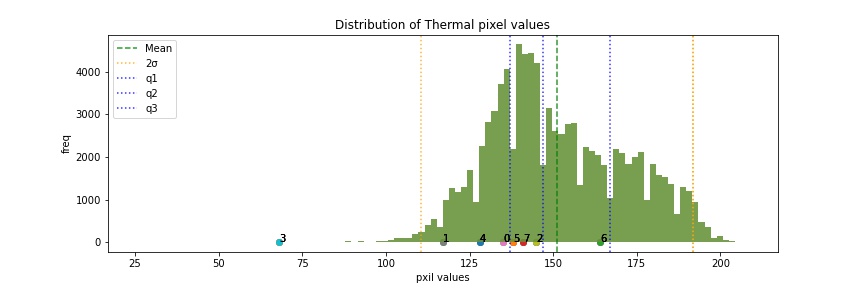 Distribution of Thermal pixel values
Mean
2σ
q1
q2
q3
freq
4000
3000
2000
1000
0
3 1 4 0 5 7 2 6
25 50 75 100 125 150 175 200
pxil values